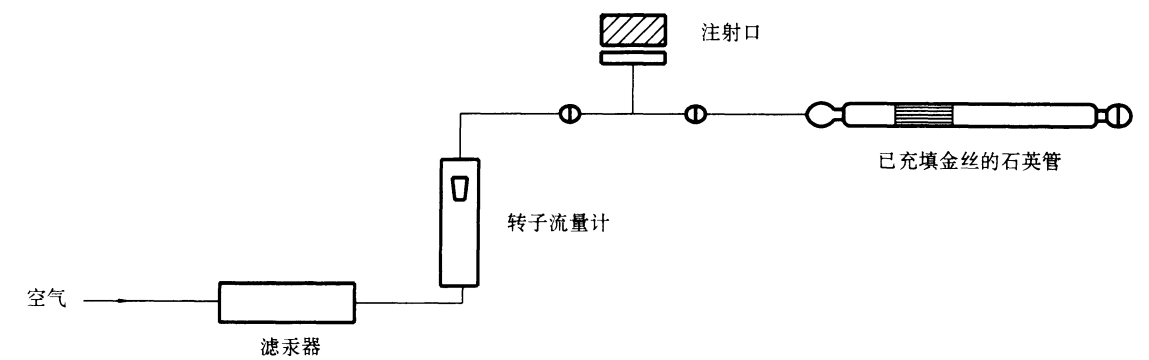 注射口
已充填金丝的石英管
转子流量计
空气
滤汞器